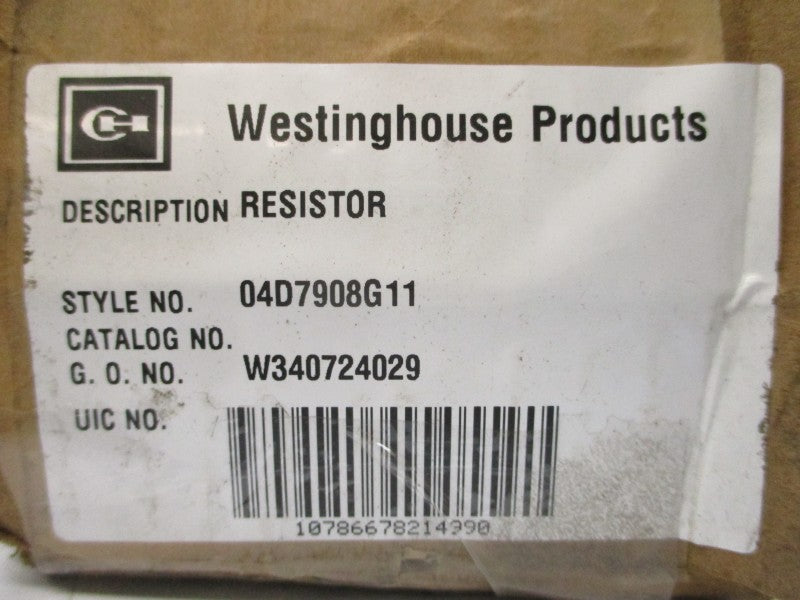 Westinghouse Products
DESCRIPTION RESISTOR
STYLE NO. 04D7908G11
CATALOG NO.
G. O. NO. W340724029
UIC NO.
10786678214990